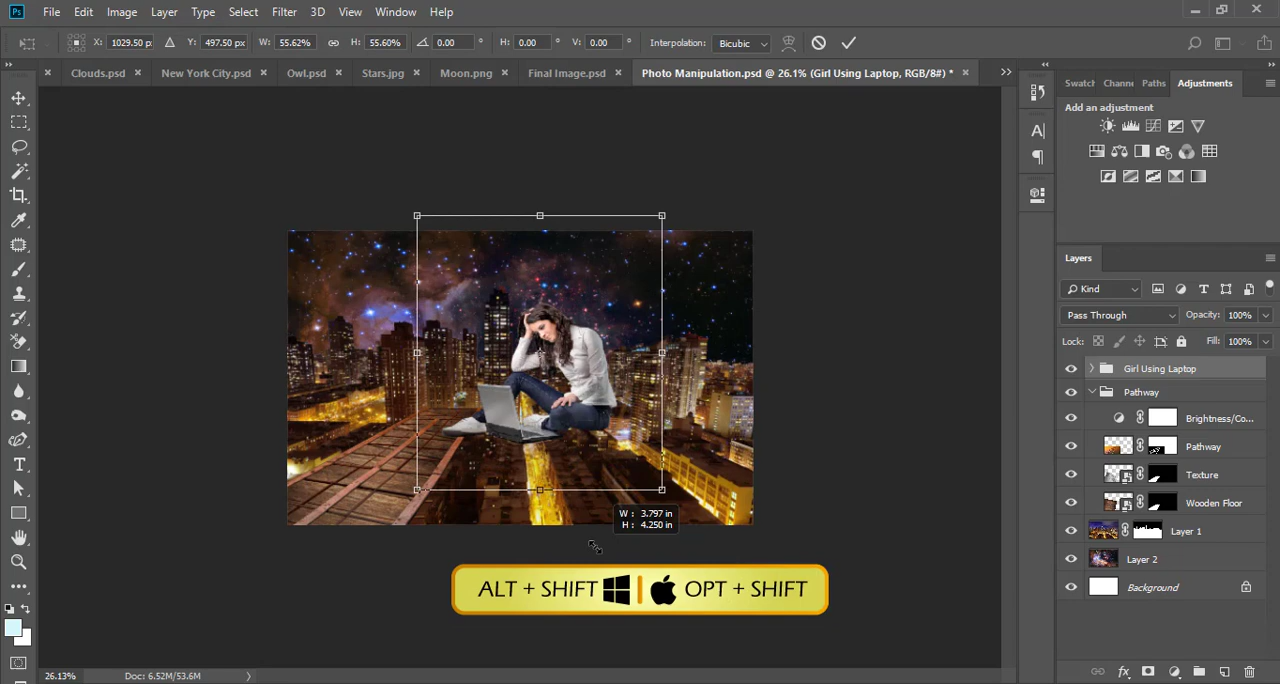 Ps File Edit Image Layer Type Select Filter 3D View Window Help
X: 1029.50 px Y: 497.50 px W: 55.62% H: 55.60% 0.00 ° H: 0.00 ° V: 0.00 ° Interpolation: Bicubic
Clouds.psd × New York City.psd × Owl.psd × Stars.jpg × Moon.png × Final Image.psd × Photo Manipulation.psd @ 26.1% (Girl Using Laptop, RGB/8#) * ×
Swatch Channe Paths Adjustments
Add an adjustment
Layers
Kind
Pass Through Opacity: 100%
Lock: Fill: 100%
Girl Using Laptop
Pathway
Brightness/Co...
Pathway
Texture
Wooden Floor
Layer 1
Layer 2
Background
W : 3.797 in
H : 4.250 in
ALT + SHIFT OPT + SHIFT
26.13% Doc: 6.52M/53.6M